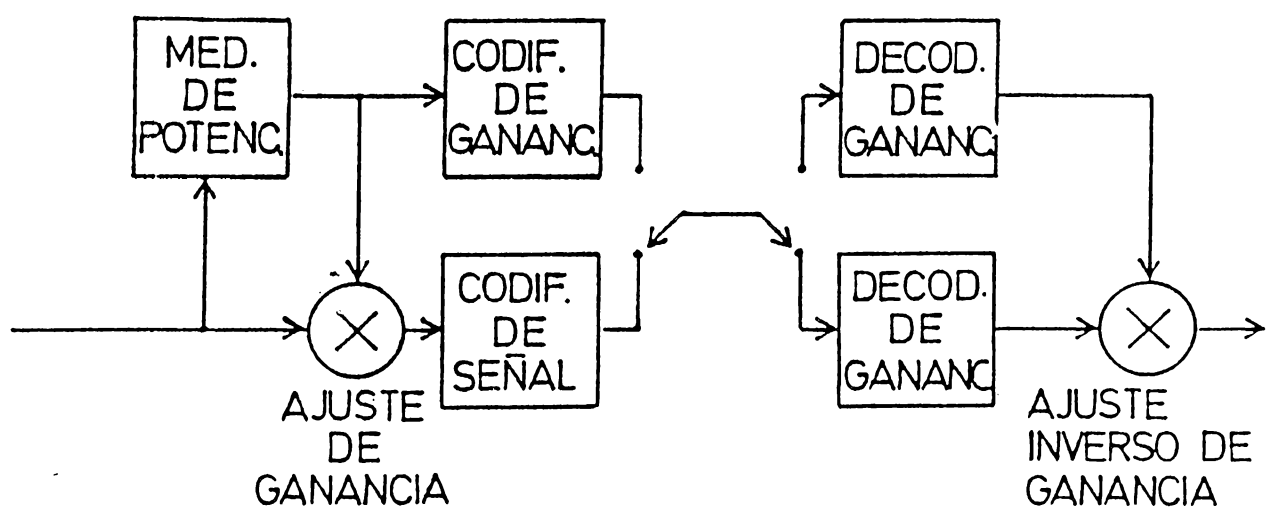 MED.
DE
POTENC.
CODIF.
DE
GANANC.
DECOD.
DE
GANANC
CODIF.
DE
SEÑAL
DECOD.
DE
GANANC
AJUSTE
DE
GANANCIA
AJUSTE
INVERSO DE
GANANCIA